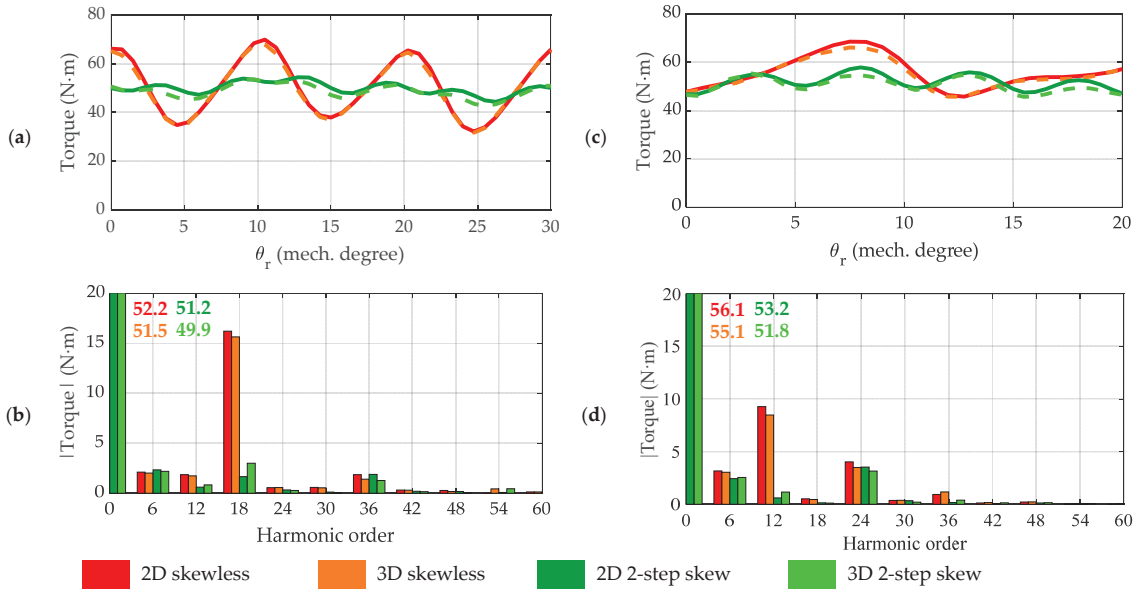 (a)
Torque (N·m)
80
60
40
20
0
0 5 10 15 20 25 30
θr (mech. degree)
(c)
Torque (N·m)
80
60
40
20
0
0 5 10 15 20
θr (mech. degree)
(b)
|Torque| (N·m)
20
15
10
5
0
52.2 51.2
51.5 49.9
0 6 12 18 24 30 36 42 48 54 60
Harmonic order
(d)
|Torque| (N·m)
20
15
10
5
0
56.1 53.2
55.1 51.8
0 6 12 18 24 30 36 42 48 54 60
Harmonic order
2D skewless 3D skewless 2D 2-step skew 3D 2-step skew